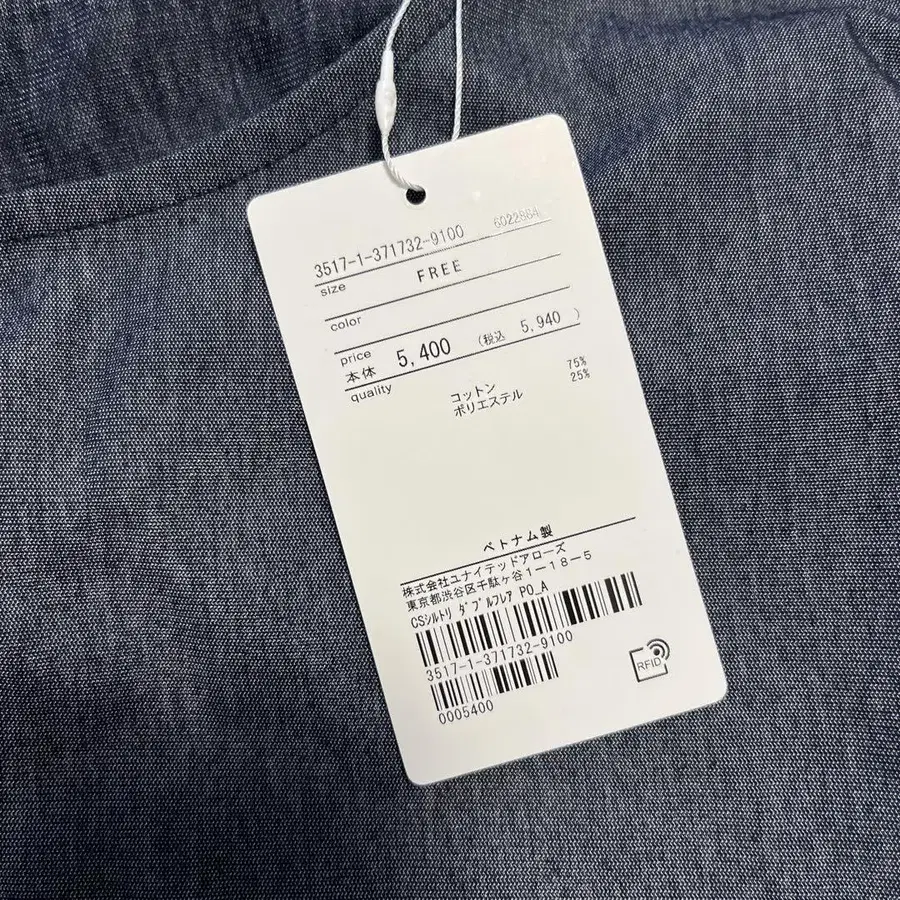 3517-1-371732-9100 6022864
size FREE
color
price
本体 5,400 (税込 5,940 )
quality
コットン 75%
ポリエステル 25%
ベトナム製
株式会社ユナイテッドアローズ
東京都渋谷区千駄ヶ谷1-18-5
CSシルトリ ダブルフレア PO_A
3517-1-371732-9100
0005400
RFID